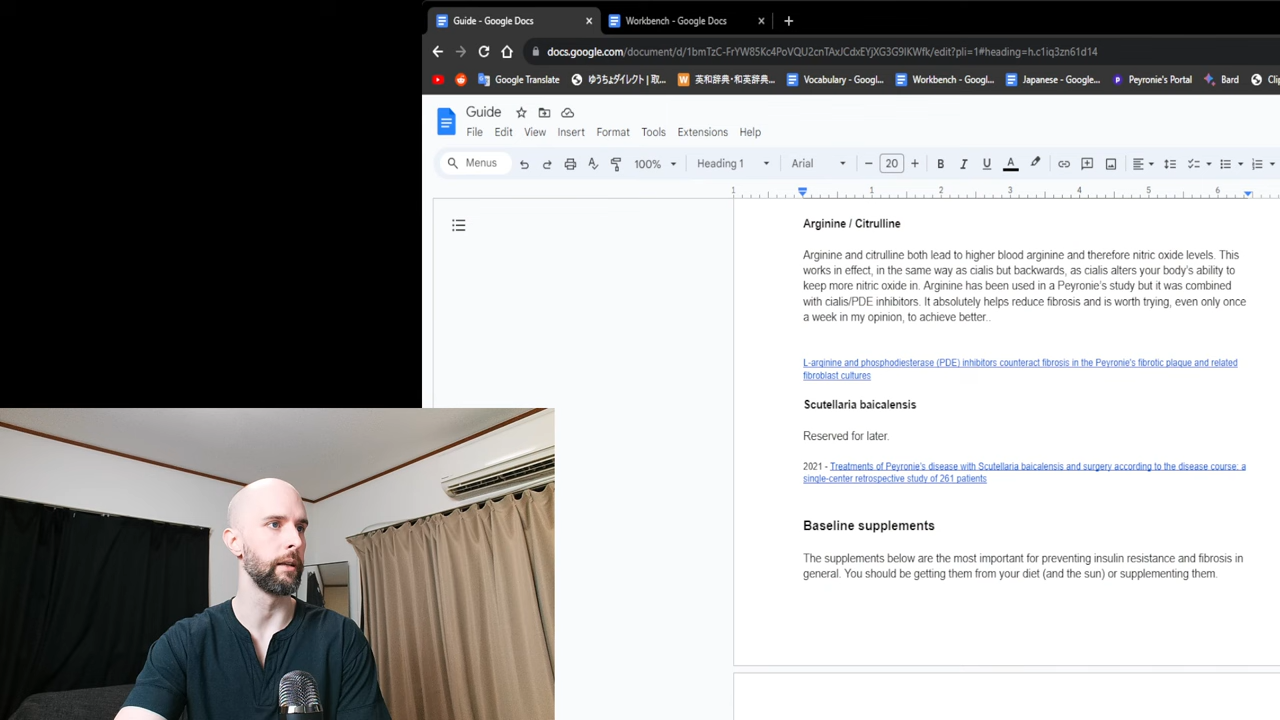 Guide - Google Docs
Workbench - Google Docs
docs.google.com/document/d/1bmTzC-FrYW85Kc4PoVQU2cnTAxJCdxEYjXG3G9IKWfk/edit?pli=1#heading=h.c1iq3zn61d14
Google Translate
ゆうちょダイレクト | 取...
英和辞典・和英辞典...
Vocabulary - Googl...
Workbench - Googl...
Japanese - Google...
Peyronie's Portal
Bard
Clip
Guide
File Edit View Insert Format Tools Extensions Help
Menus 100% Heading 1 Arial 20 B I U A
1 1 2 3 4 5 6
Arginine / Citrulline
Arginine and citrulline both lead to higher blood arginine and therefore nitric oxide levels. This
works in effect, in the same way as cialis but backwards, as cialis alters your body's ability to
keep more nitric oxide in. Arginine has been used in a Peyronie's study but it was combined
with cialis/PDE inhibitors. It absolutely helps reduce fibrosis and is worth trying, even only once
a week in my opinion, to achieve better..
L-arginine and phosphodiesterase (PDE) inhibitors counteract fibrosis in the Peyronie's fibrotic plaque and related
fibroblast cultures
Scutellaria baicalensis
Reserved for later.
2021 - Treatments of Peyronie's disease with Scutellaria baicalensis and surgery according to the disease course: a
single-center retrospective study of 261 patients
Baseline supplements
The supplements below are the most important for preventing insulin resistance and fibrosis in
general. You should be getting them from your diet (and the sun) or supplementing them.